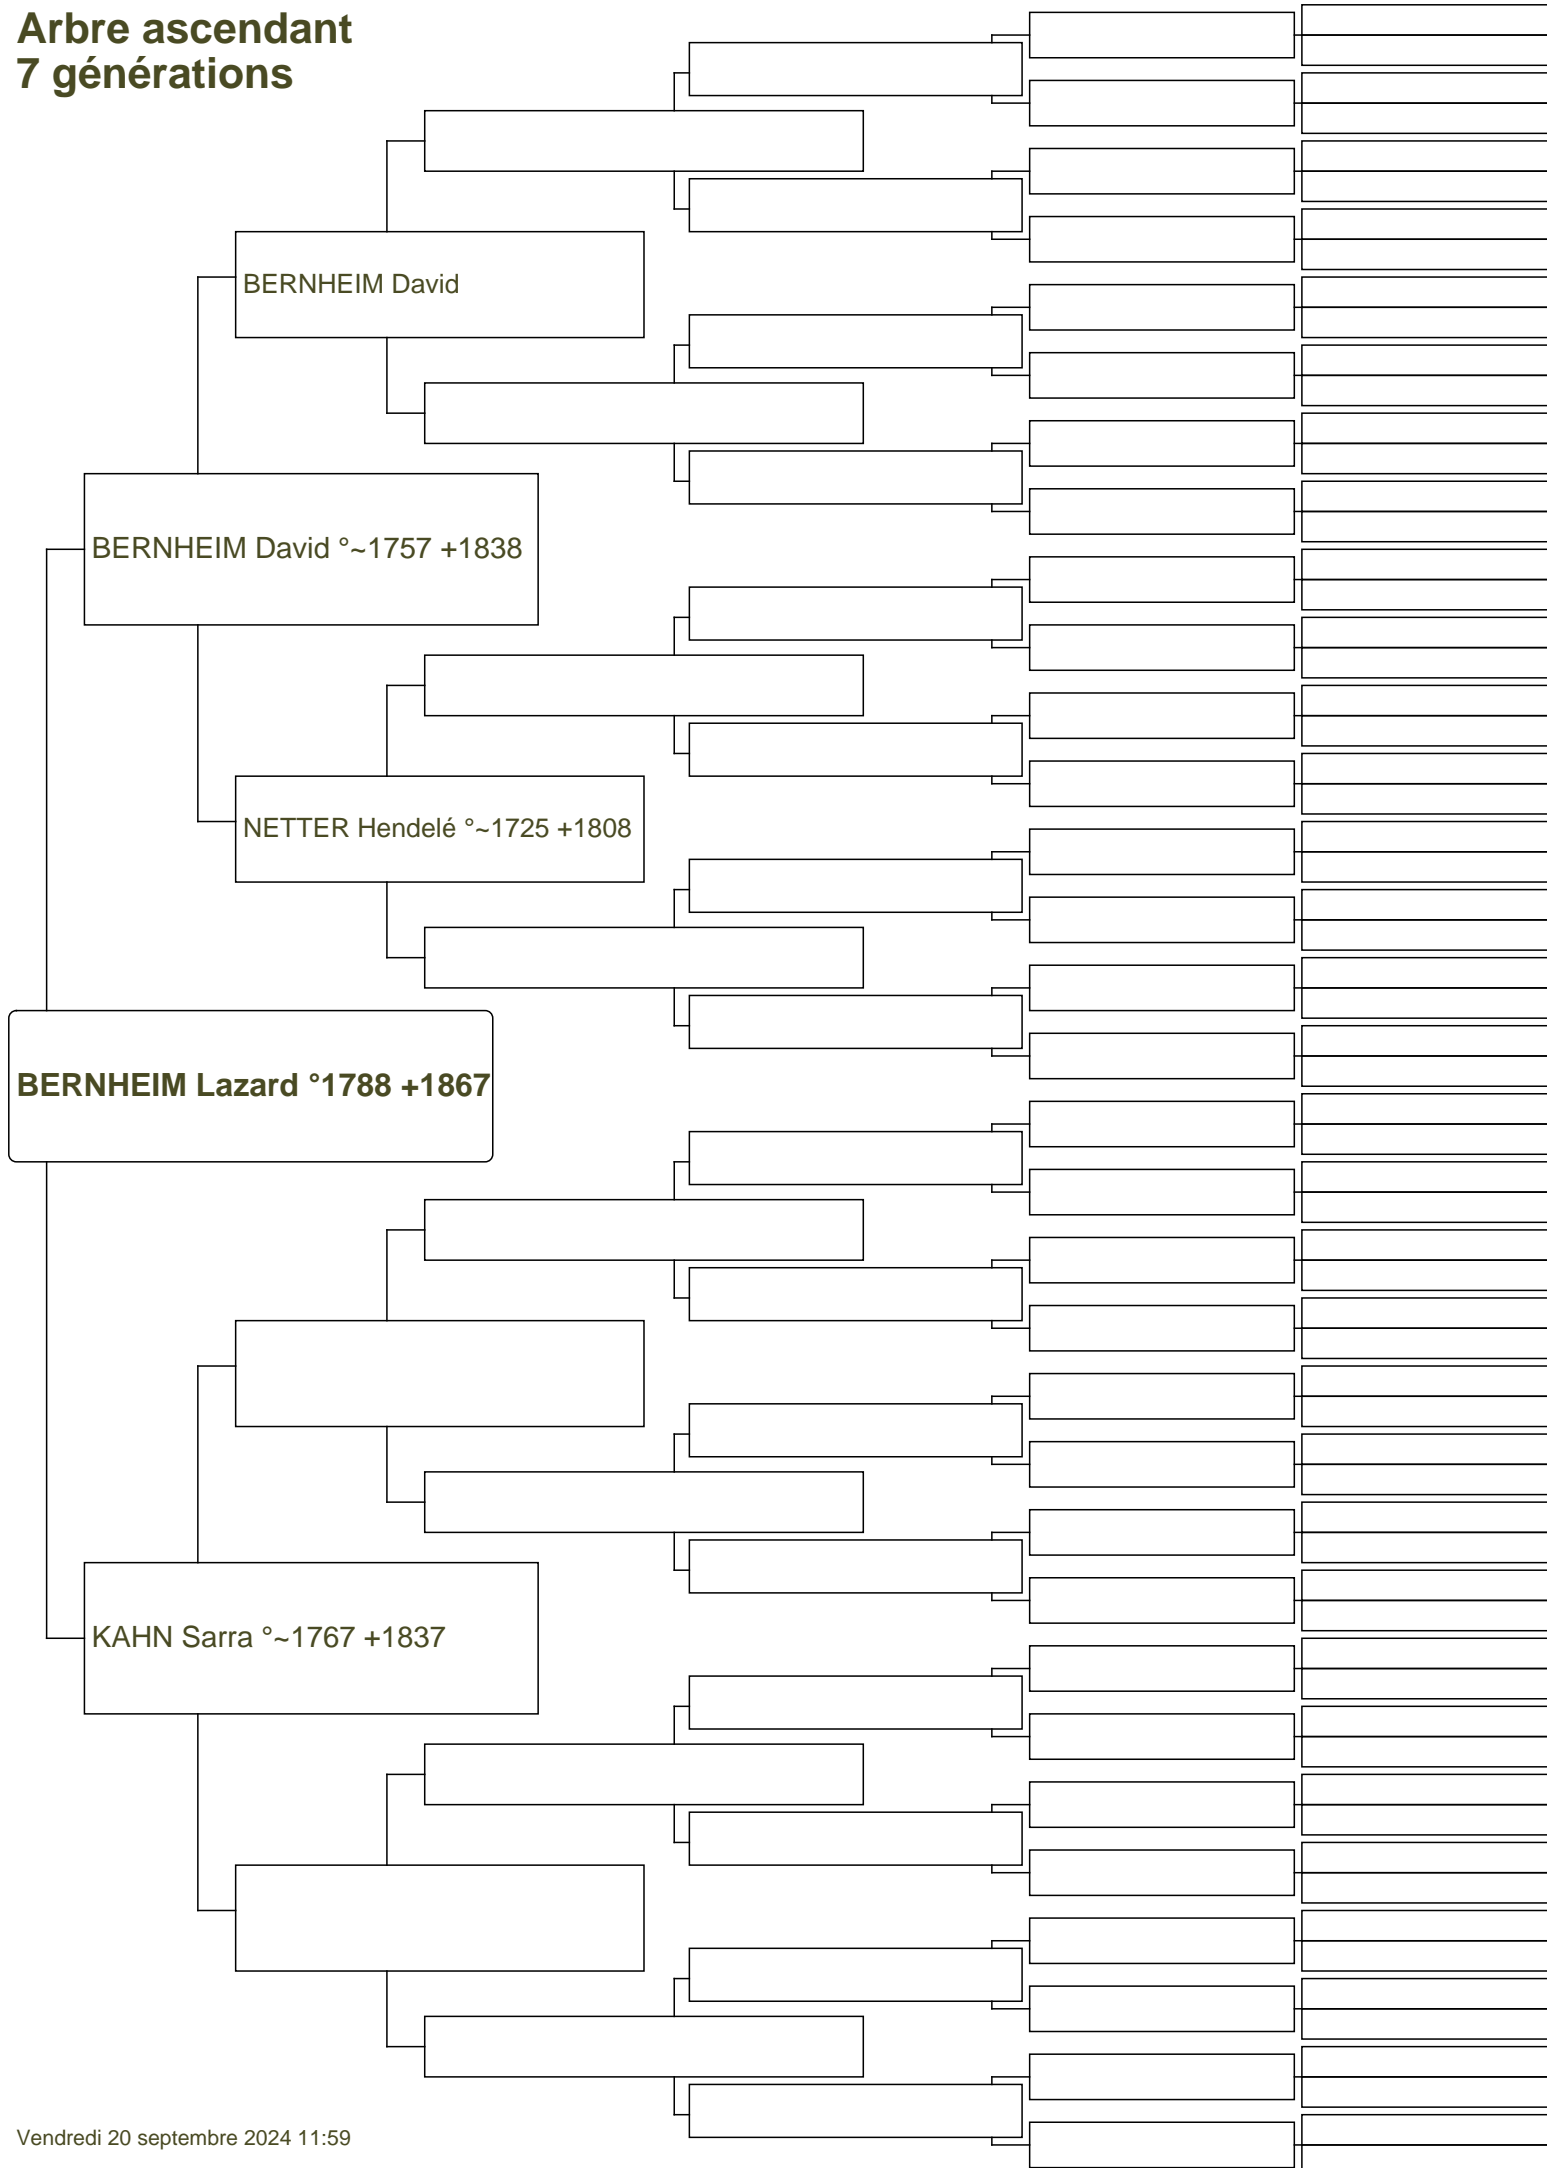 Arbre ascendant
7 générations
BERNHEIM David
BERNHEIM David °~1757 +1838
NETTER Hendelé °~1725 +1808
BERNHEIM Lazard °1788 +1867
KAHN Sarra °~1767 +1837
Vendredi 20 septembre 2024 11:59